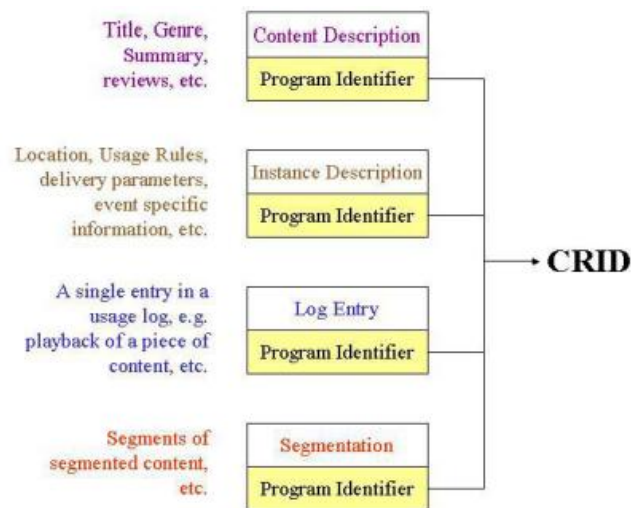 Title, Genre,
Summary,
reviews, etc.
Content Description
Program Identifier
Location, Usage Rules,
delivery parameters,
event specific
information, etc.
Instance Description
Program Identifier
CRID
A single entry in a
usage log, e.g.
playback of a piece of
content, etc.
Log Entry
Program Identifier
Segments of
segmented content,
etc.
Segmentation
Program Identifier